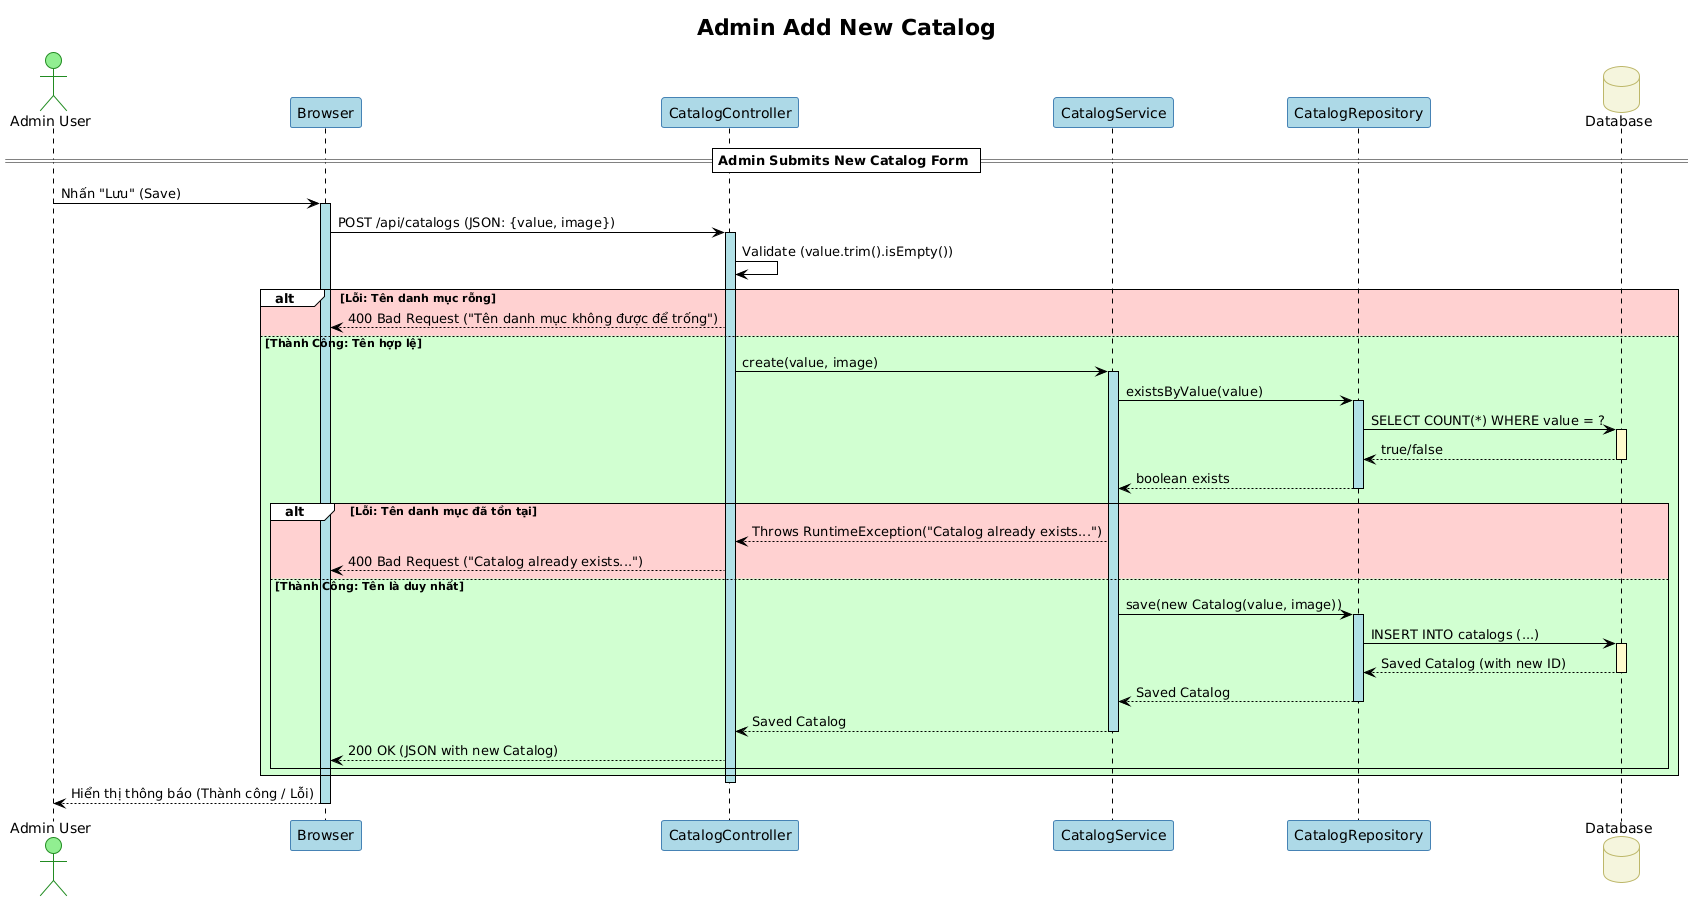 Admin Add New Catalog
Admin User
Browser
CatalogController
CatalogService
CatalogRepository
Database
Admin Submits New Catalog Form
Nhấn "Lưu" (Save)
POST /api/catalogs (JSON: {value, image})
Validate (value.trim().isEmpty())
alt [Lỗi: Tên danh mục rỗng]
400 Bad Request ("Tên danh mục không được để trống")
[Thành Công: Tên hợp lệ]
create(value, image)
existsByValue(value)
SELECT COUNT(*) WHERE value = ?
true/false
boolean exists
alt [Lỗi: Tên danh mục đã tồn tại]
Throws RuntimeException("Catalog already exists...")
400 Bad Request ("Catalog already exists...")
[Thành Công: Tên là duy nhất]
save(new Catalog(value, image))
INSERT INTO catalogs (...)
Saved Catalog (with new ID)
Saved Catalog
Saved Catalog
200 OK (JSON with new Catalog)
Hiển thị thông báo (Thành công / Lỗi)
Admin User
Browser
CatalogController
CatalogService
CatalogRepository
Database